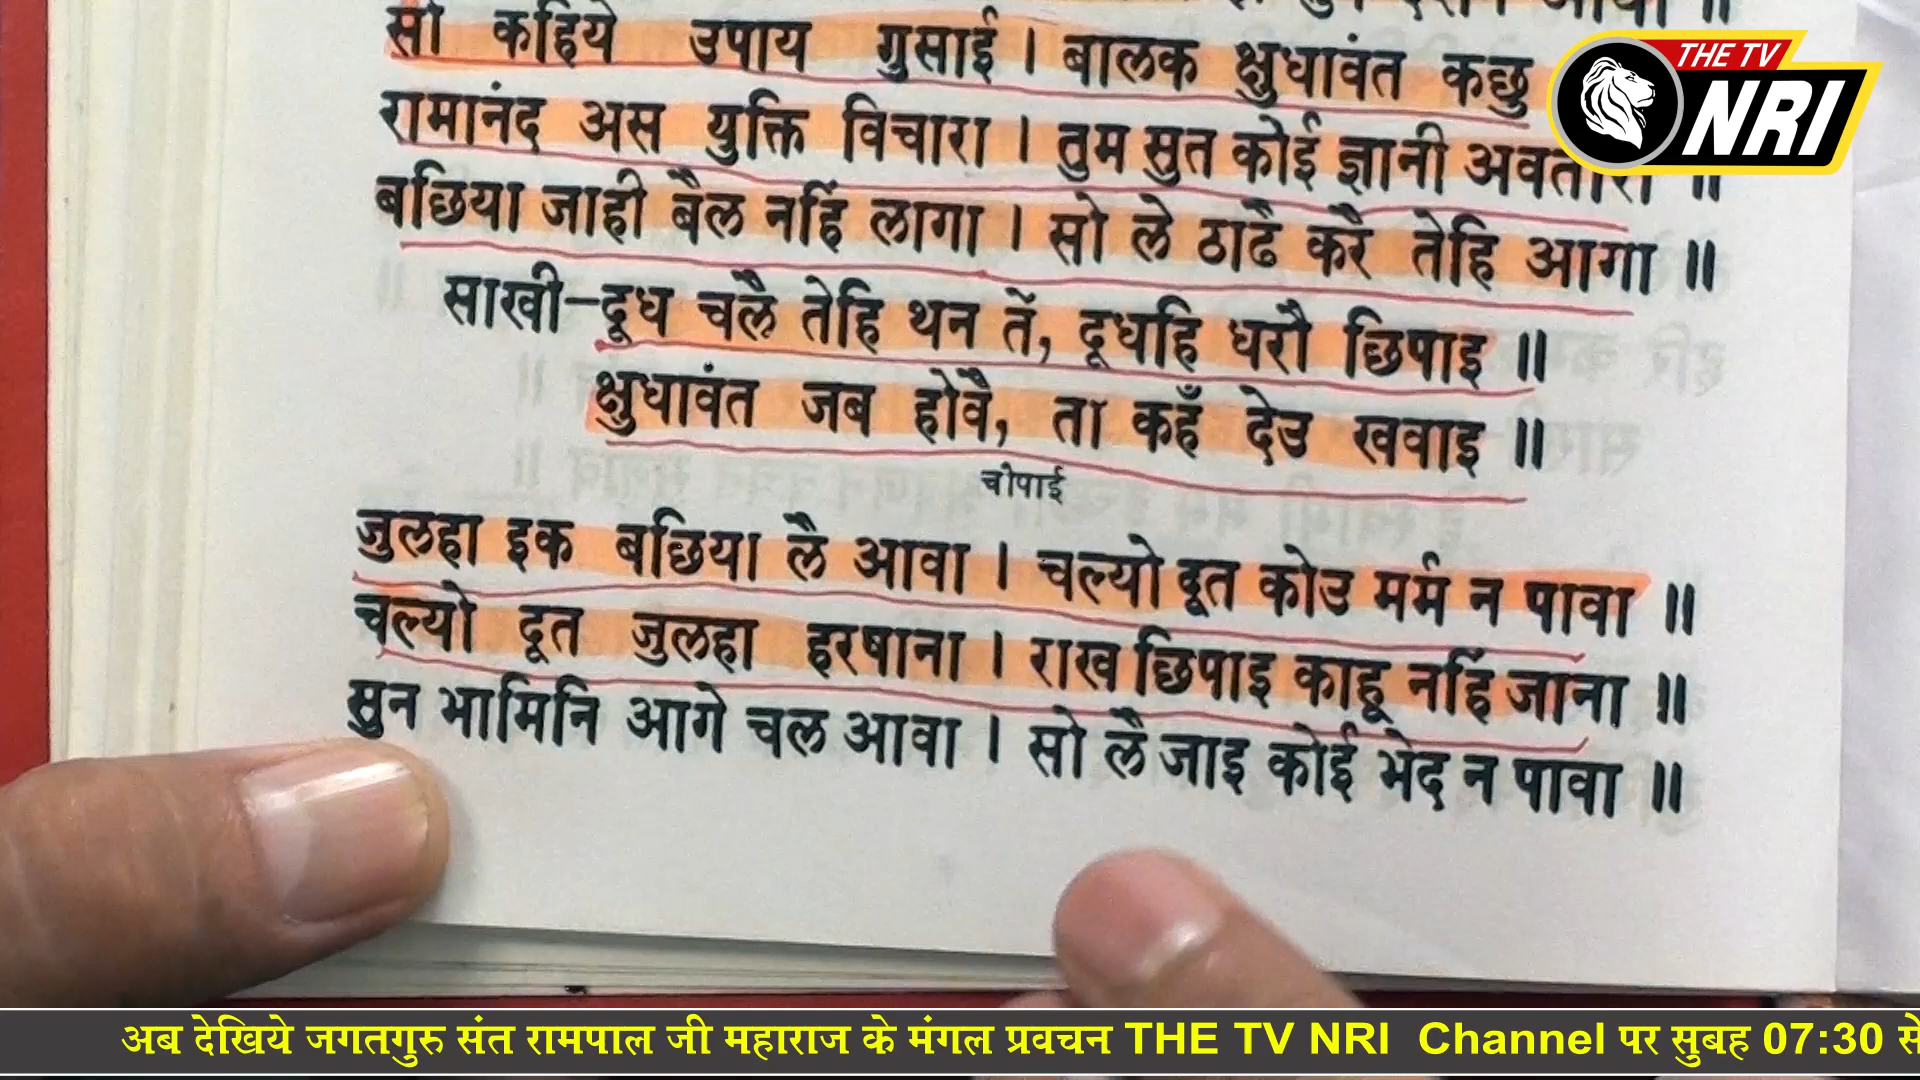 सो कहिये उपाय गुसाई । बालक क्षुधावंत कछु
रामानंद अस युक्ति विचारा । तुम सुत कोई ज्ञानी अवतारा ॥
बछिया जाही बैल नहिं लागा । सो ले ठाढै करै तेहि आगा ॥
साखी-दूध चलै तेहि थन तें, दूधहि धरौ छिपाइ ॥
क्षुधावंत जब होवै, ता कहँ देउ खवाइ ॥
चोपाई
जुलहा इक बछिया लै आवा । चल्यो दूत कोउ मर्म न पावा ॥
चल्यो दूत जुलहा हरषाना । राख छिपाइ काहू नहिं जाना ॥
सुन भामिनि आगे चल आवा । सो लै जाइ कोई भेद न पावा ॥
THE TV
NRI
अब देखिये जगतगुरु संत रामपाल जी महाराज के मंगल प्रवचन THE TV NRI Channel पर सुबह 07:30 से